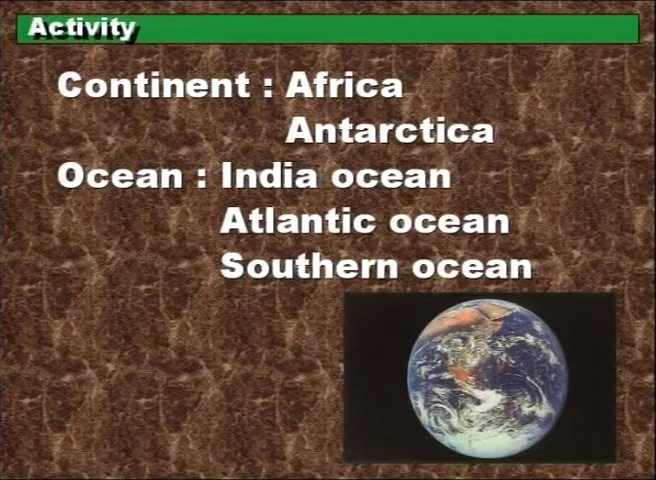 Activity
Continent : Africa
Antarctica
Ocean : India ocean
Atlantic ocean
Southern ocean